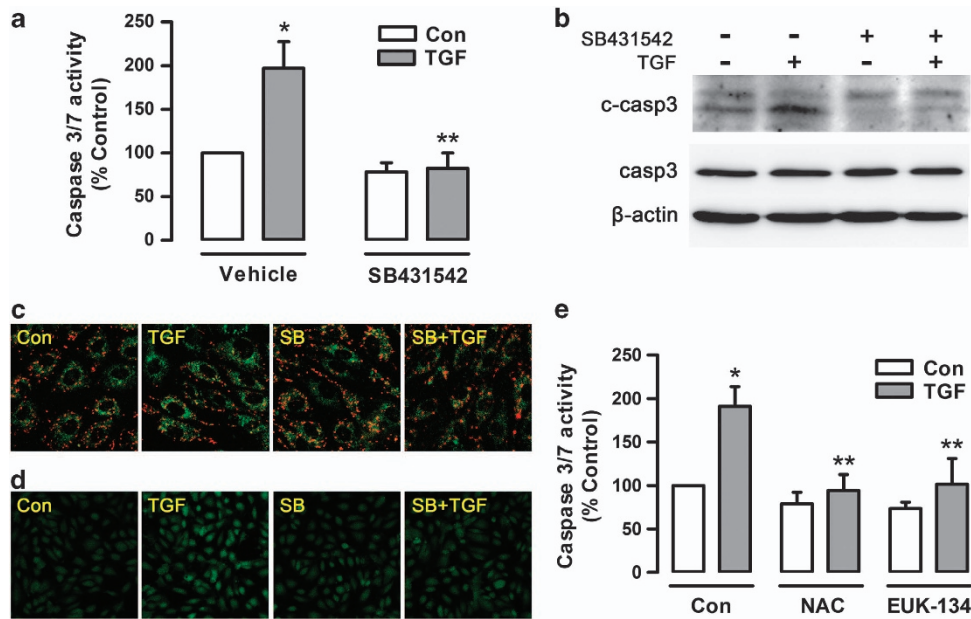 a
Caspase 3/7 activity
(% Control)
250
200
150
100
50
0
*
**
Con
TGF
Vehicle
SB431542
b
SB431542 - - + +
TGF - + - +
c-casp3
casp3
β-actin
c
Con TGF SB SB+TGF
d
Con TGF SB SB+TGF
e
Caspase 3/7 activity
(% Control)
250
200
150
100
50
0
*
**
**
Con
TGF
Con
NAC
EUK-134